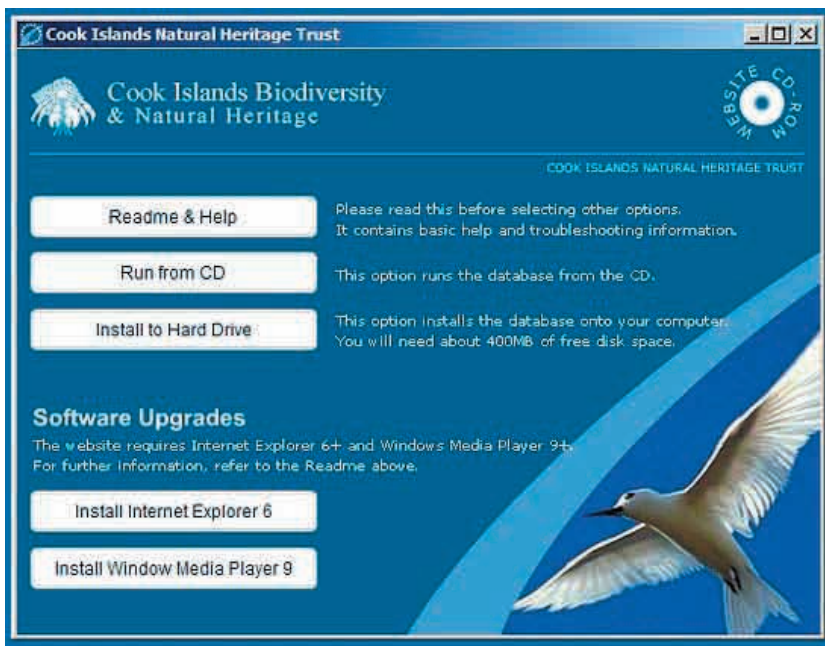 Cook Islands Natural Heritage Trust
Cook Islands Biodiversity
& Natural Heritage
WEBSITE CD-ROM
COOK ISLANDS NATURAL HERITAGE TRUST
Readme & Help
Please read this before selecting other options.
It contains basic help and troubleshooting information.
Run from CD
This option runs the database from the CD.
Install to Hard Drive
This option installs the database onto your computer.
You will need about 400MB of free disk space.
Software Upgrades
The website requires Internet Explorer 6+ and Windows Media Player 9+.
For further information, refer to the Readme above.
Install Internet Explorer 6
Install Window Media Player 9